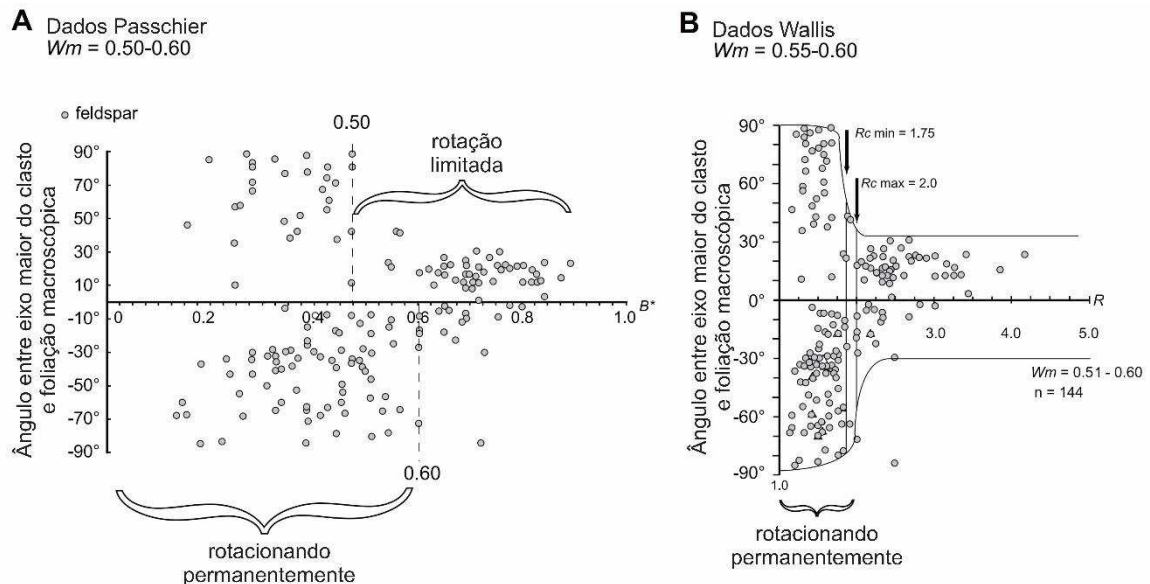 A Dados Passchier
Wm = 0.50-0.60
feldspar
0.50
rotação
limitada
90°
70°
50°
30°
10°
0°
-10°
-30°
-50°
-70°
-90°
Ângulo entre eixo maior do clasto
e foliação macroscópica
0
0.2
0.4
0.6
0.8
1.0
B*
0.60
rotacionando
permanentemente
B Dados Wallis
Wm = 0.55-0.60
Rc min = 1.75
Rc max = 2.0
90°
60°
30°
0°
-30°
-60°
-90°
Ângulo entre eixo maior do clasto
e foliação macroscópica
1.0
3.0
4.0
5.0
R
Wm = 0.51 - 0.60
n = 144
rotacionando
permanentemente